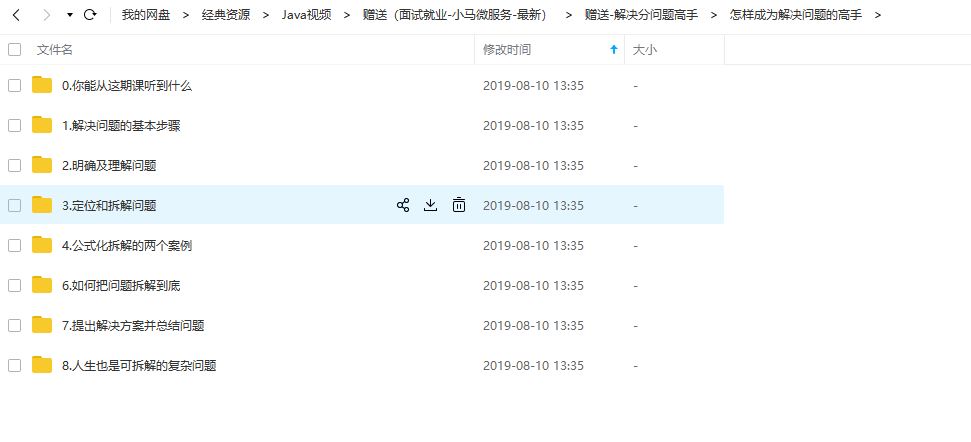 我的网盘 > 经典资源 > Java视频 > 赠送（面试就业-小马微服务-最新） > 赠送-解决分问题高手 > 怎样成为解决问题的高手 >
文件名 修改时间 大小
0.你能从这期课听到什么 2019-08-10 13:35 -
1.解决问题的基本步骤 2019-08-10 13:35 -
2.明确及理解问题 2019-08-10 13:35 -
3.定位和拆解问题 2019-08-10 13:35 -
4.公式化拆解的两个案例 2019-08-10 13:35 -
6.如何把问题拆解到底 2019-08-10 13:35 -
7.提出解决方案并总结问题 2019-08-10 13:35 -
8.人生也是可拆解的复杂问题 2019-08-10 13:35 -